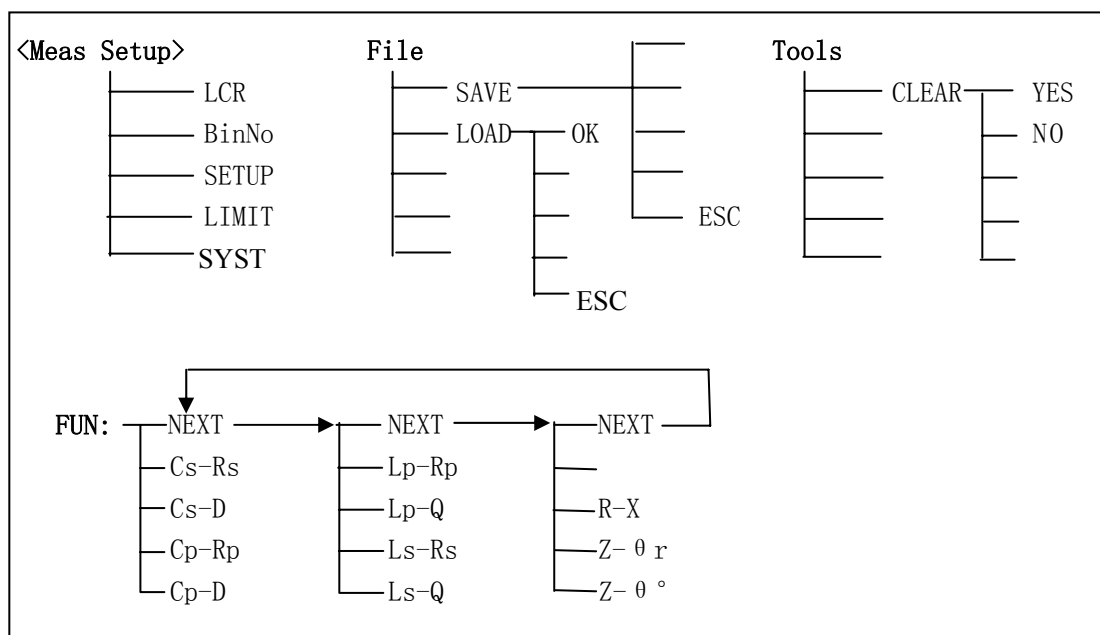 <Meas Setup>
LCR
BinNo
SETUP
LIMIT
SYST
File
SAVE
LOAD
OK
ESC
ESC
Tools
CLEAR
YES
NO
FUN:
NEXT
Cs-Rs
Cs-D
Cp-Rp
Cp-D
NEXT
Lp-Rp
Lp-Q
Ls-Rs
Ls-Q
NEXT
R-X
Z-θr
Z-θ°